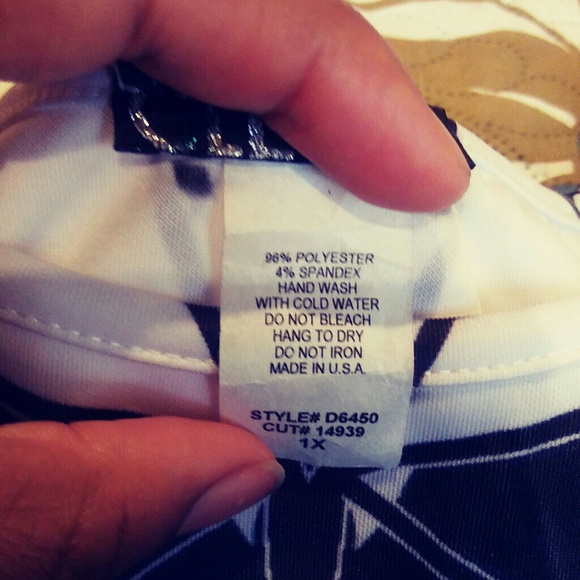 96% POLYESTER
4% SPANDEX
HAND WASH
WITH COLD WATER
DO NOT BLEACH
HANG TO DRY
DO NOT IRON
MADE IN U.S.A.
STYLE# D6450
CUT# 14939
1X